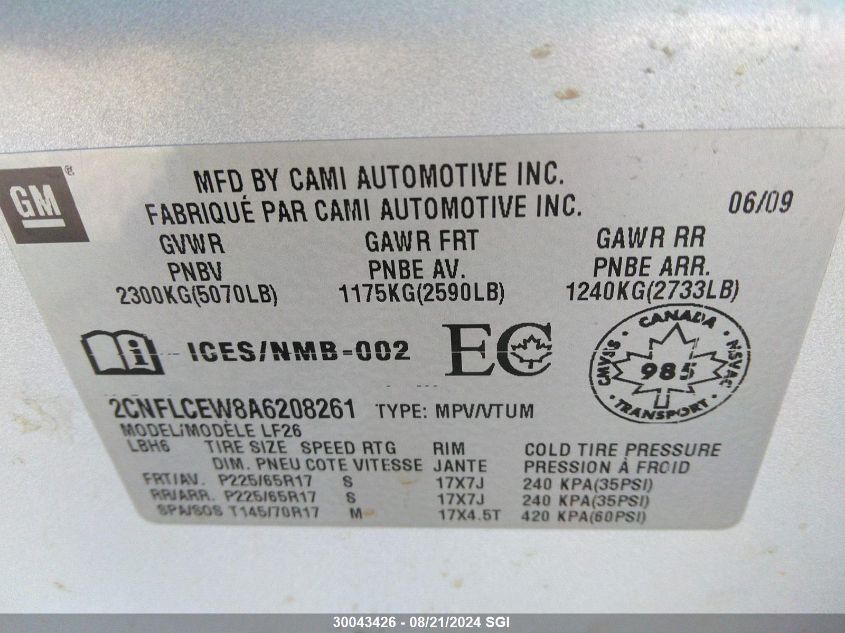 GM®
MFD BY CAMI AUTOMOTIVE INC.
FABRIQUÉ PAR CAMI AUTOMOTIVE INC. 06/09
GVWR GAWR FRT GAWR RR
PNBV PNBE AV. PNBE ARR.
2300KG(5070LB) 1175KG(2590LB) 1240KG(2733LB)
i ICES/NMB-002 EC
CANADA
CMVSS 985 NSVAC
TRANSPORT
2CNFLCEW8A6208261 TYPE: MPV/VTUM
MODEL/MODÈLE LF26
LBH6 TIRE SIZE SPEED RTG RIM COLD TIRE PRESSURE
DIM. PNEU COTE VITESSE JANTE PRESSION À FROID
FRT/AV. P225/65R17 S 17X7J 240 KPA(35PSI)
RR/ARR. P225/65R17 S 17X7J 240 KPA(35PSI)
SPA/SOS T145/70R17 M 17X4.5T 420 KPA(60PSI)
30043426 - 08/21/2024 SGI